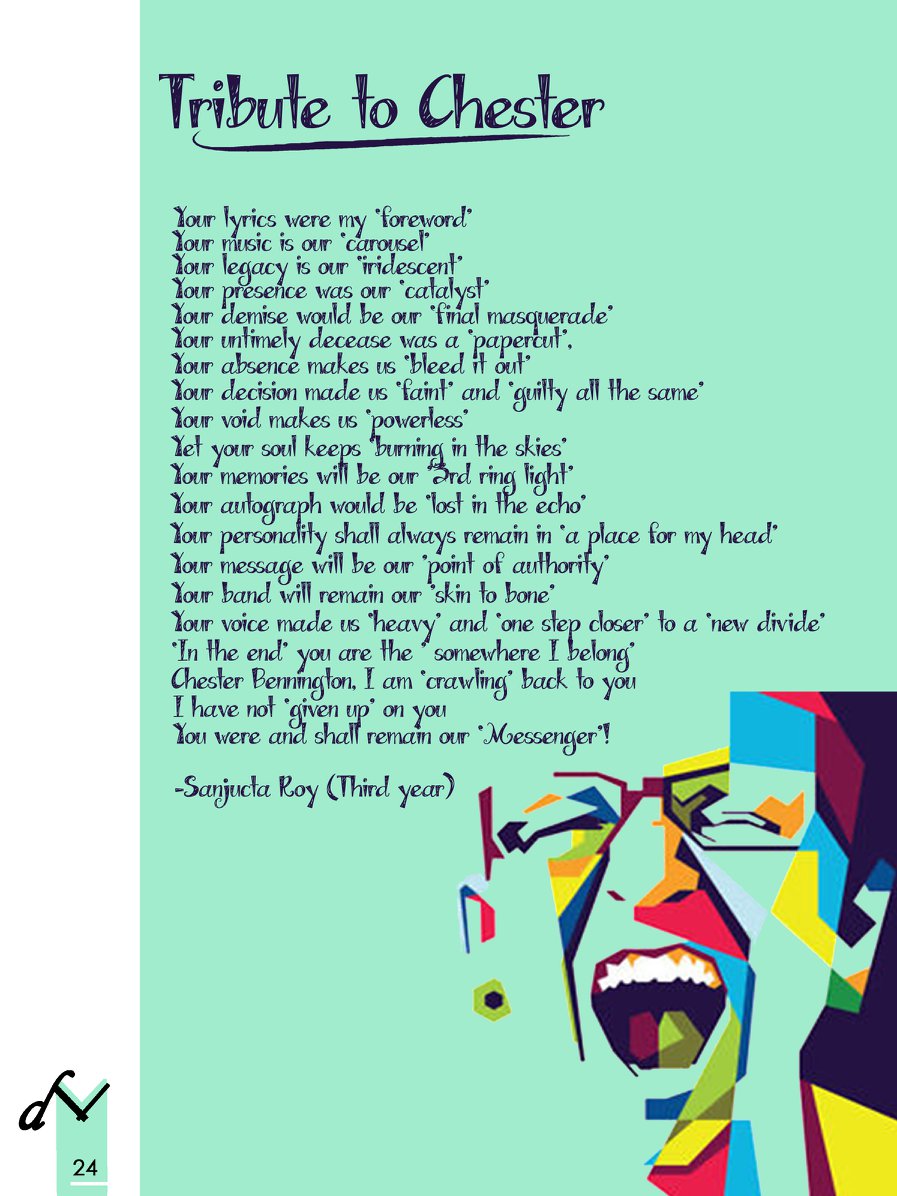 Tribute to Chester
Your lyrics were my "foreword"
Your music is our "carousel"
Your legacy is our "iridescent"
Your presence was our "catalyst"
Your demise would be our "final masquerade"
Your untimely decease was a "papercut",
Your absence makes us "bleed it out"
Your decision made us "faint" and "guilty all the same"
Your void makes us "powerless"
Yet your soul keeps "burning in the skies"
Your memories will be our "3rd ring light"
Your autograph would be "lost in the echo"
Your personality shall always remain in "a place for my head"
Your message will be our "point of authority"
Your band will remain our "skin to bone"
Your voice made us "heavy" and "one step closer" to a "new divide"
"In the end" you are the " somewhere I belong"
Chester Bennington, I am "crawling" back to you
I have not "given up" on you
You were and shall remain our "Messenger"!
-Sanjucta Roy (Third year)
24